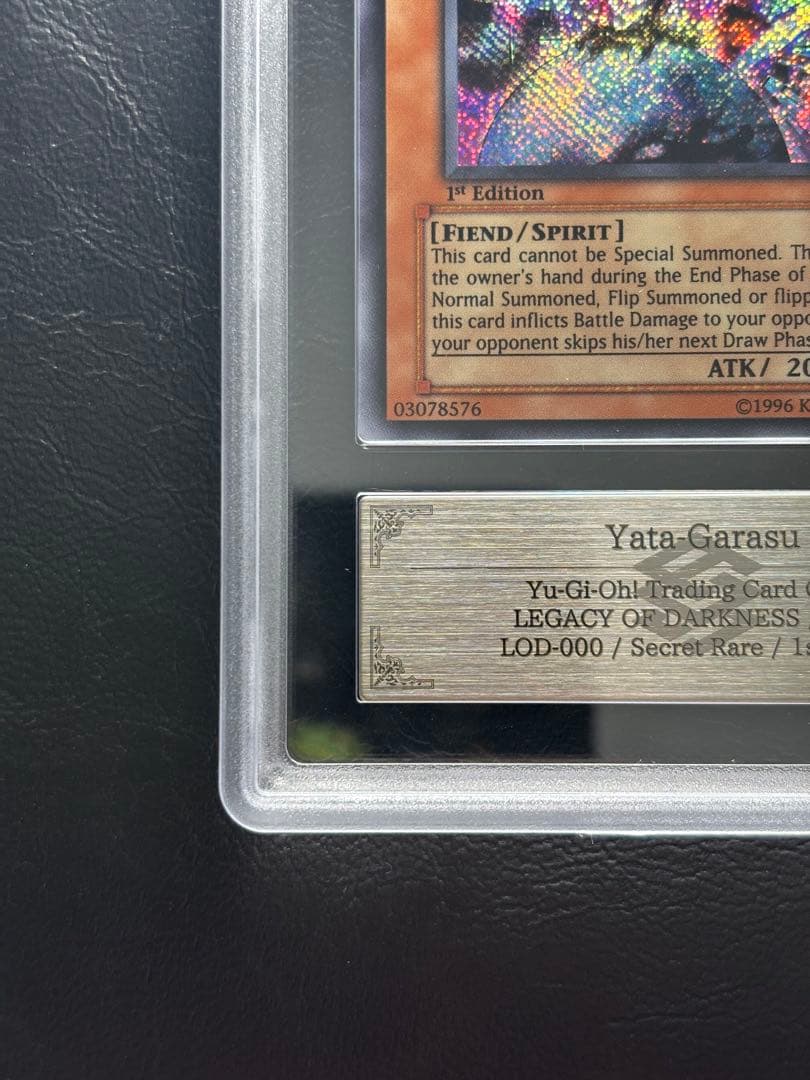 1st Edition
[FIEND/SPIRIT]
This card cannot be Special Summoned. Th
the owner's hand during the End Phase of
Normal Summoned, Flip Summoned or flipp
this card inflicts Battle Damage to your oppo
your opponent skips his/her next Draw Phas
ATK/ 20
03078576 ©1996 K
Yata-Garasu
Yu-Gi-Oh! Trading Card
LEGACY OF DARKNESS
LOD-000 / Secret Rare / 1s